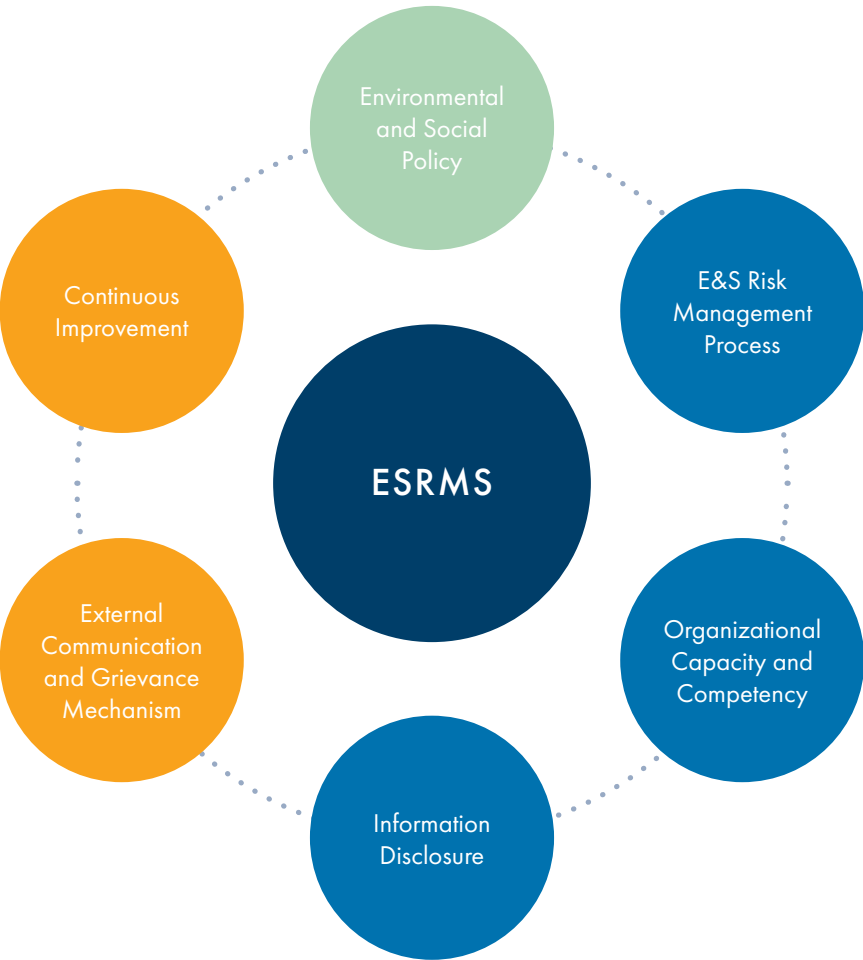 Environmental
and Social
Policy
E&S Risk
Management
Process
Organizational
Capacity and
Competency
Information
Disclosure
External
Communication
and Grievance
Mechanism
Continuous
Improvement
ESRMS